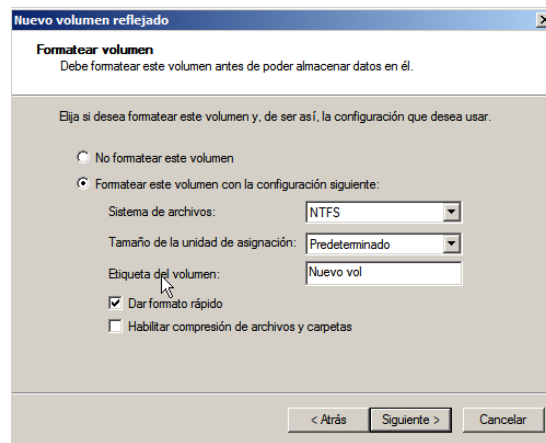 Nuevo volumen reflejado
Formatear volumen
Debe formatear este volumen antes de poder almacenar datos en él.
Elija si desea formatear este volumen y, de ser así, la configuración que desea usar.
No formatear este volumen
Formatear este volumen con la configuración siguiente:
Sistema de archivos: NTFS
Tamaño de la unidad de asignación: Predeterminado
Etiqueta del volumen: Nuevo vol
Dar formato rápido
Habilitar compresión de archivos y carpetas
< Atrás Siguiente > Cancelar